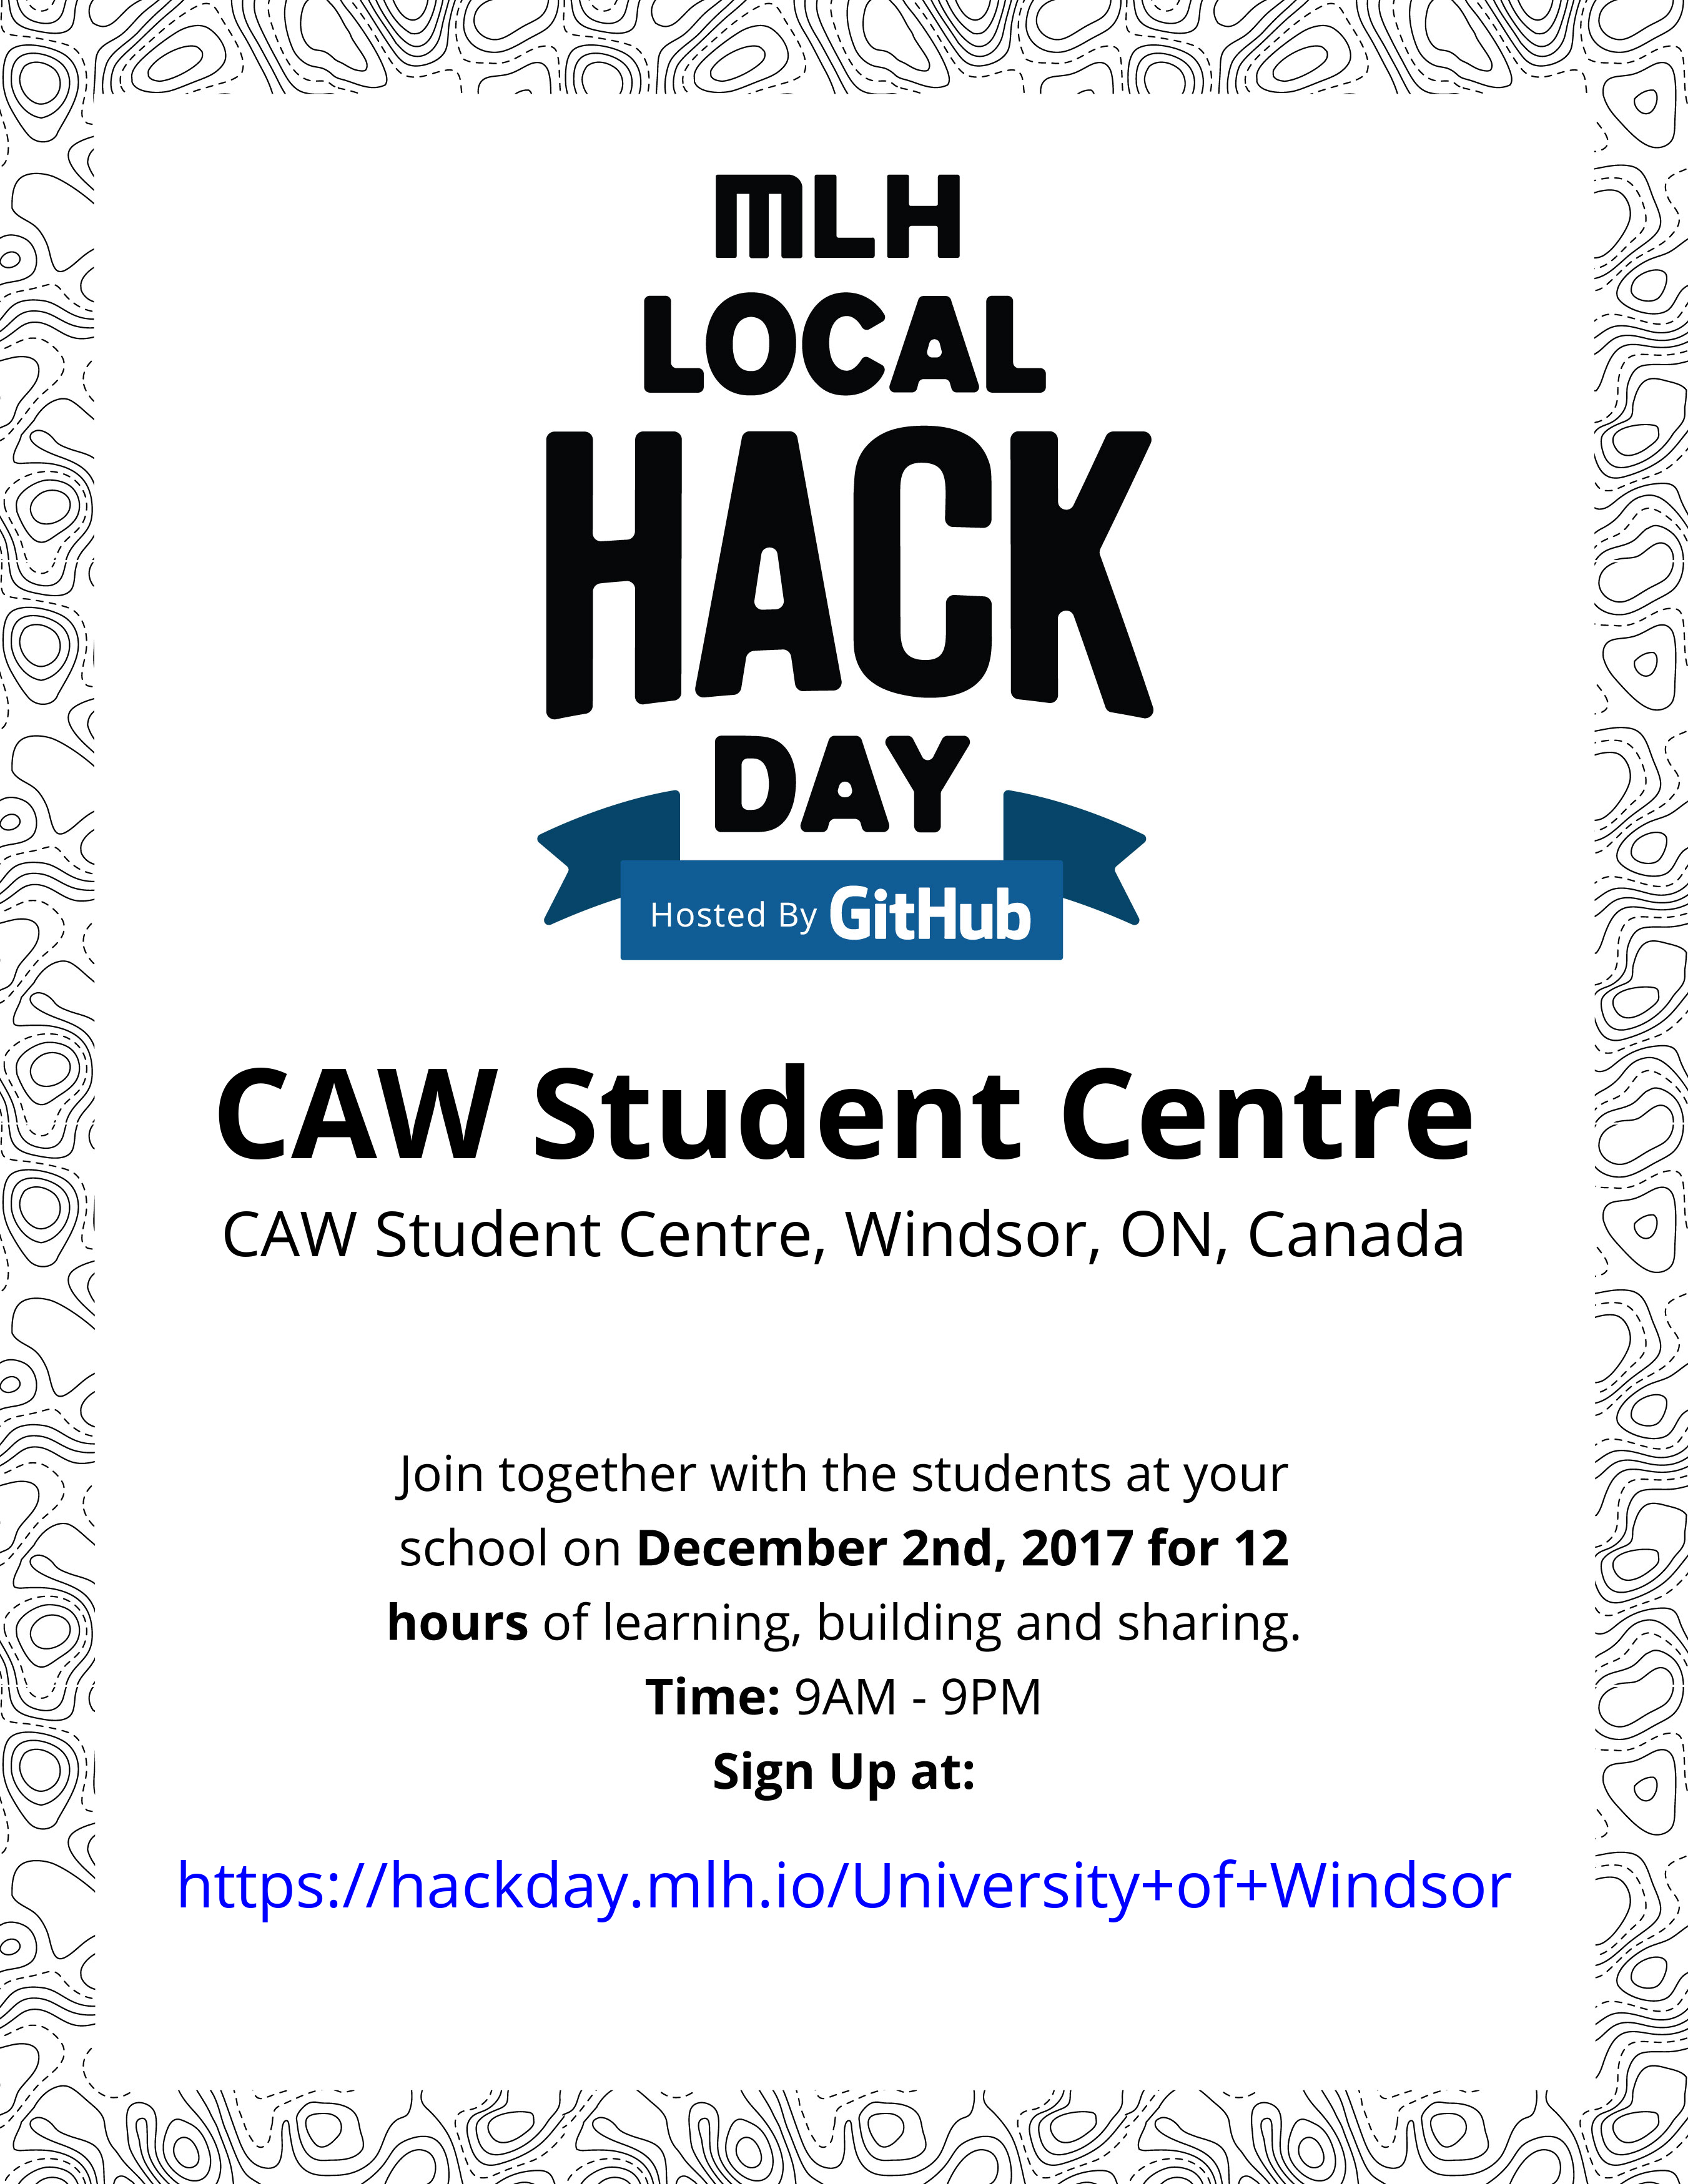 MLH
LOCAL
HACK
DAY
Hosted By GitHub
CAW Student Centre
CAW Student Centre, Windsor, ON, Canada
Join together with the students at your
school on December 2nd, 2017 for 12
hours of learning, building and sharing.
Time: 9AM - 9PM
Sign Up at:
https://hackday.mlh.io/University+of+Windsor